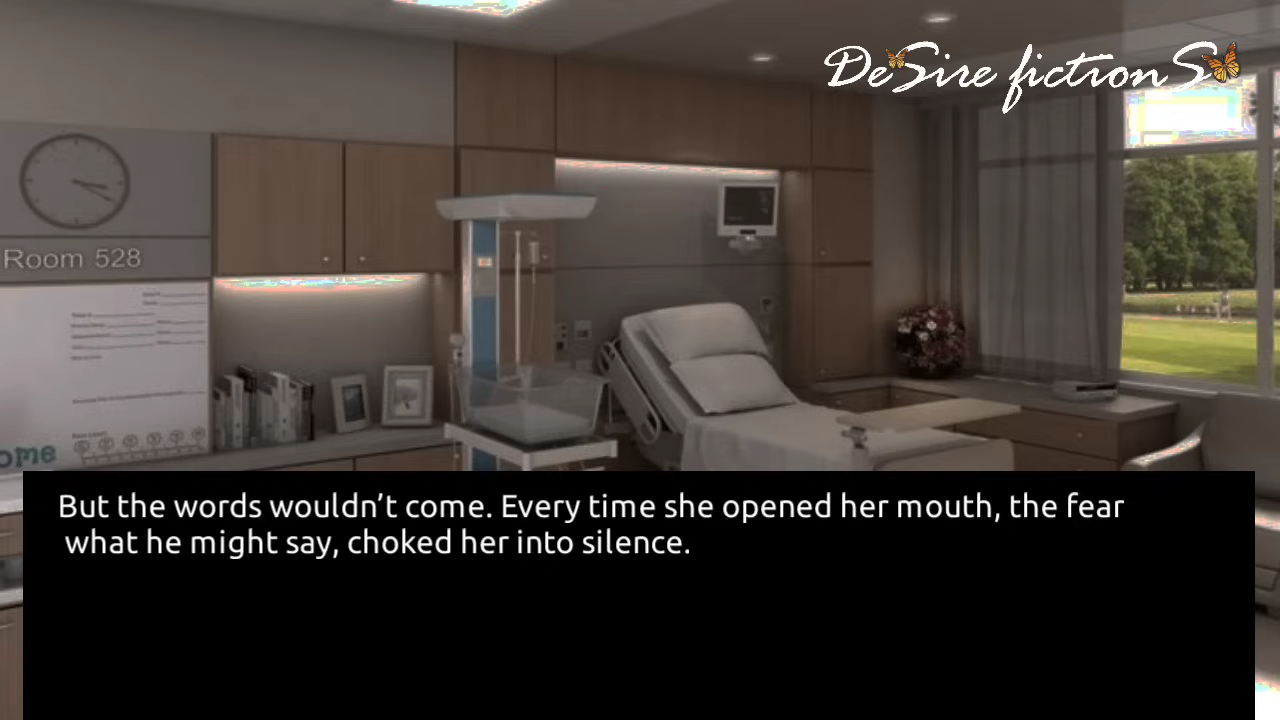 DeSire fictionS
Room 528
ome
But the words wouldn’t come. Every time she opened her mouth, the fear
what he might say, choked her into silence.